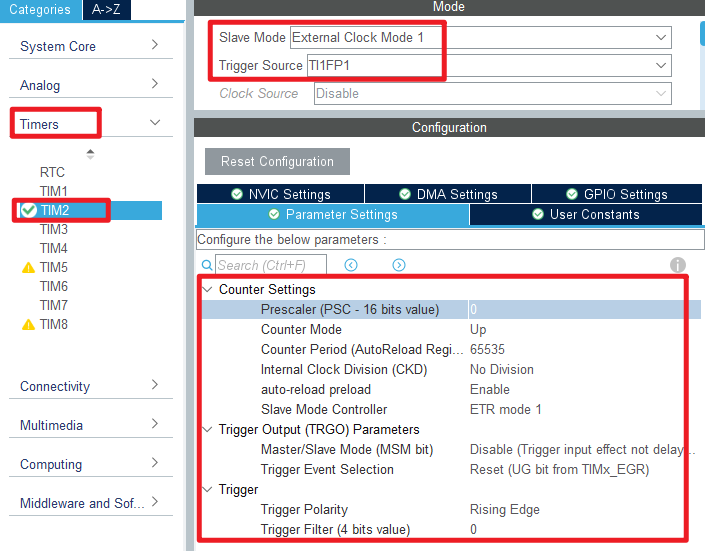 Categories
A->Z
System Core
Analog
Timers
RTC
TIM1
TIM2
TIM3
TIM4
TIM5
TIM6
TIM7
TIM8
Connectivity
Multimedia
Computing
Middleware and Sof...
Mode
Slave Mode External Clock Mode 1
Trigger Source TI1FP1
Clock Source Disable
Configuration
Reset Configuration
NVIC Settings
DMA Settings
GPIO Settings
Parameter Settings
User Constants
Configure the below parameters :
Search (Ctrl+F)
Counter Settings
Prescaler (PSC - 16 bits value) 0
Counter Mode Up
Counter Period (AutoReload Regi... 65535
Internal Clock Division (CKD) No Division
auto-reload preload Enable
Slave Mode Controller ETR mode 1
Trigger Output (TRGO) Parameters
Master/Slave Mode (MSM bit) Disable (Trigger input effect not delay...
Trigger Event Selection Reset (UG bit from TIMx_EGR)
Trigger
Trigger Polarity Rising Edge
Trigger Filter (4 bits value) 0